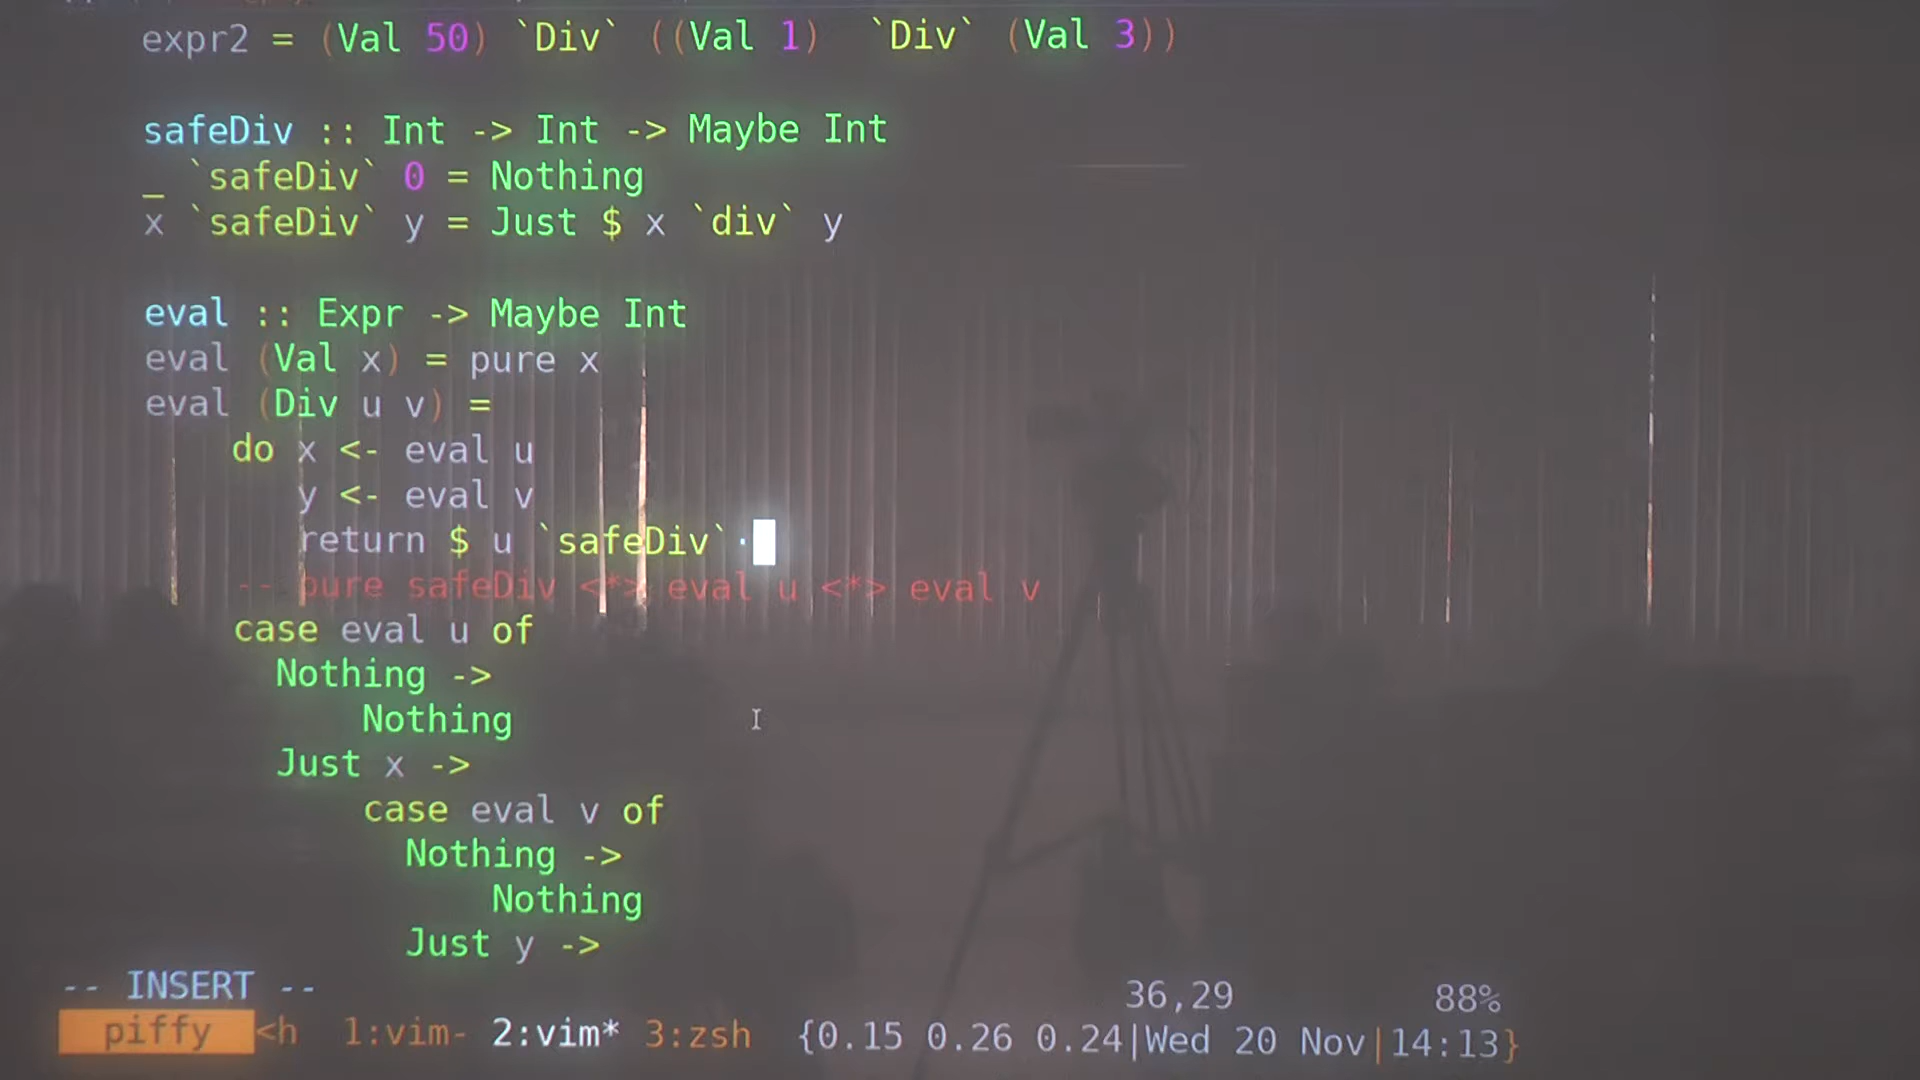 expr2 = (Val 50) `Div` ((Val 1)  `Div` (Val 3))
safeDiv :: Int -> Int -> Maybe Int
_ `safeDiv` 0 = Nothing
x `safeDiv` y = Just $ x `div` y
eval :: Expr -> Maybe Int
eval (Val x) = pure x
eval (Div u v) =
do x <- eval u
y <- eval v
return $ u `safeDiv` ·
-- pure safeDiv <*> eval u <*> eval v
case eval u of
Nothing ->
Nothing
Just x ->
case eval v of
Nothing ->
Nothing
Just y ->
-- INSERT -- 36,29 88%
piffy <h 1:vim- 2:vim* 3:zsh {0.15 0.26 0.24|Wed 20 Nov|14:13}